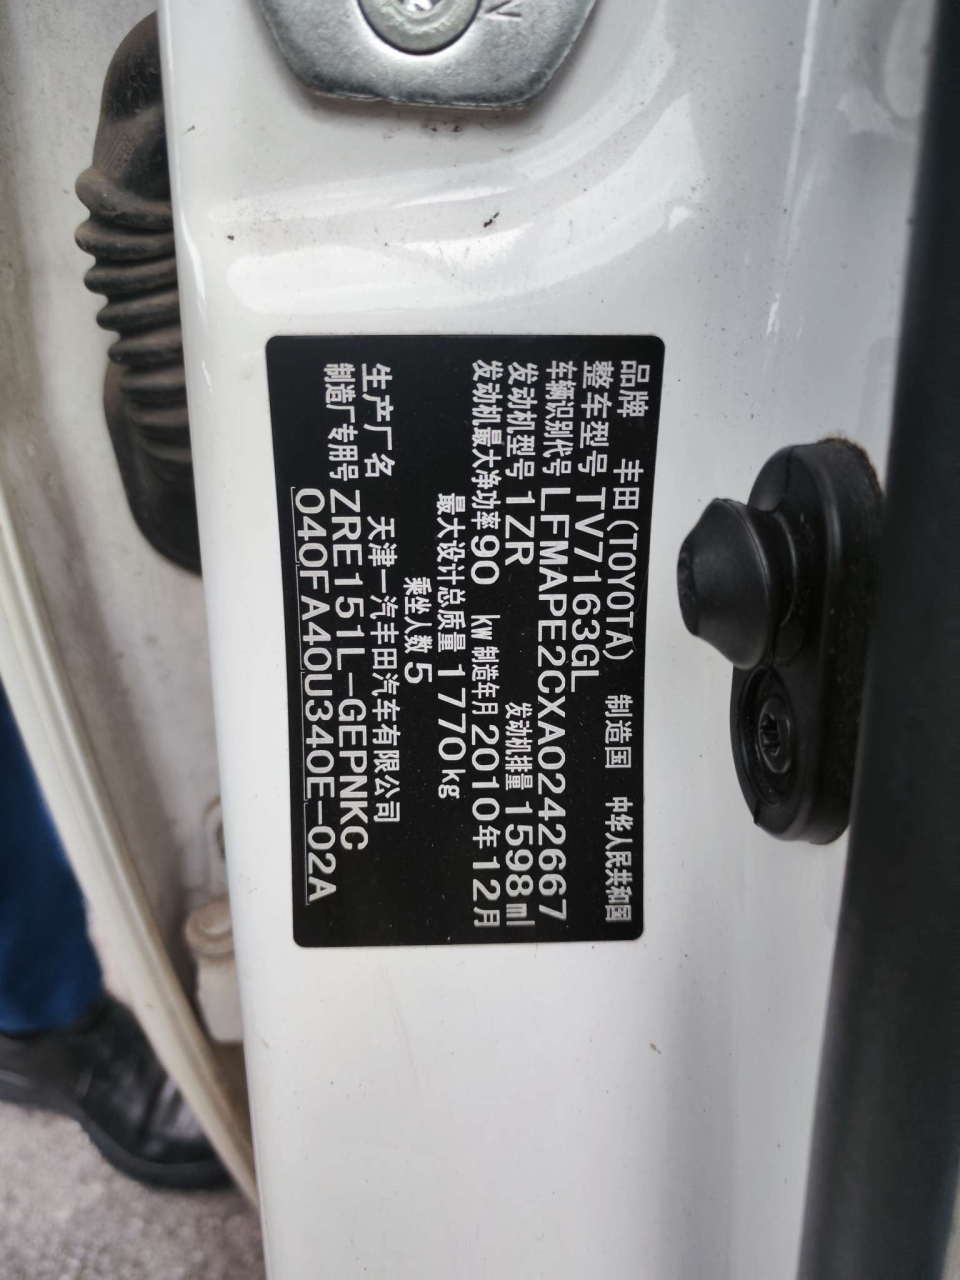 品牌 丰田(TOYOTA) 制造国 中华人民共和国
整车型号 TV7163GL
车辆识别代号 LFMAPE2CXA0242667
发动机型号 1ZR 发动机排量 1598ml
发动机最大净功率 90 kW 制造年月 2010年12月
最大设计总质量 1770kg
乘坐人数 5
生产厂名 天津一汽丰田汽车有限公司
制造厂专用号 ZRE151L-GEPNKC
040FA40U340E-02A